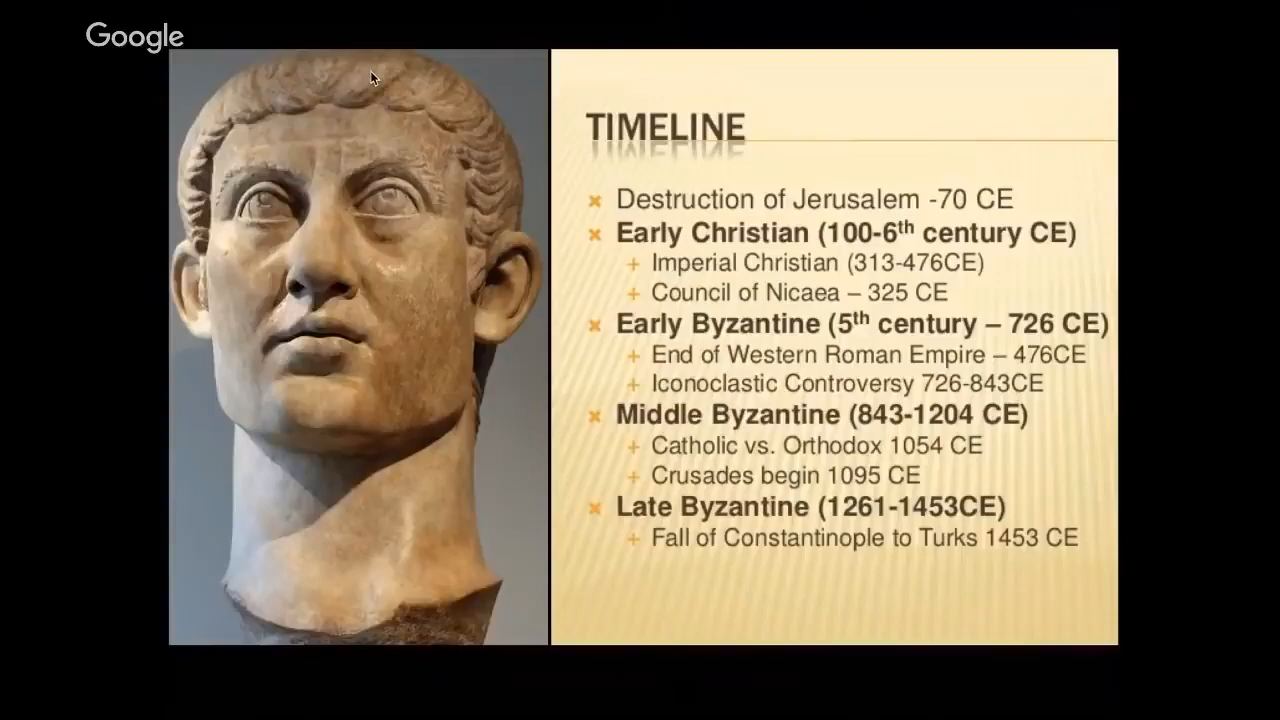 Google
TIMELINE
Destruction of Jerusalem -70 CE
Early Christian (100-6th century CE)
Imperial Christian (313-476CE)
Council of Nicaea – 325 CE
Early Byzantine (5th century – 726 CE)
End of Western Roman Empire – 476CE
Iconoclastic Controversy 726-843CE
Middle Byzantine (843-1204 CE)
Catholic vs. Orthodox 1054 CE
Crusades begin 1095 CE
Late Byzantine (1261-1453CE)
Fall of Constantinople to Turks 1453 CE